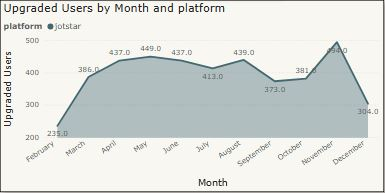 Upgraded Users by Month and platform
platform jotstar
Upgraded Users
500
400
300
200
235.0
386.0
437.0
449.0
437.0
413.0
439.0
373.0
381.0
494.0
304.0
February
March
April
May
June
July
August
September
October
November
December
Month